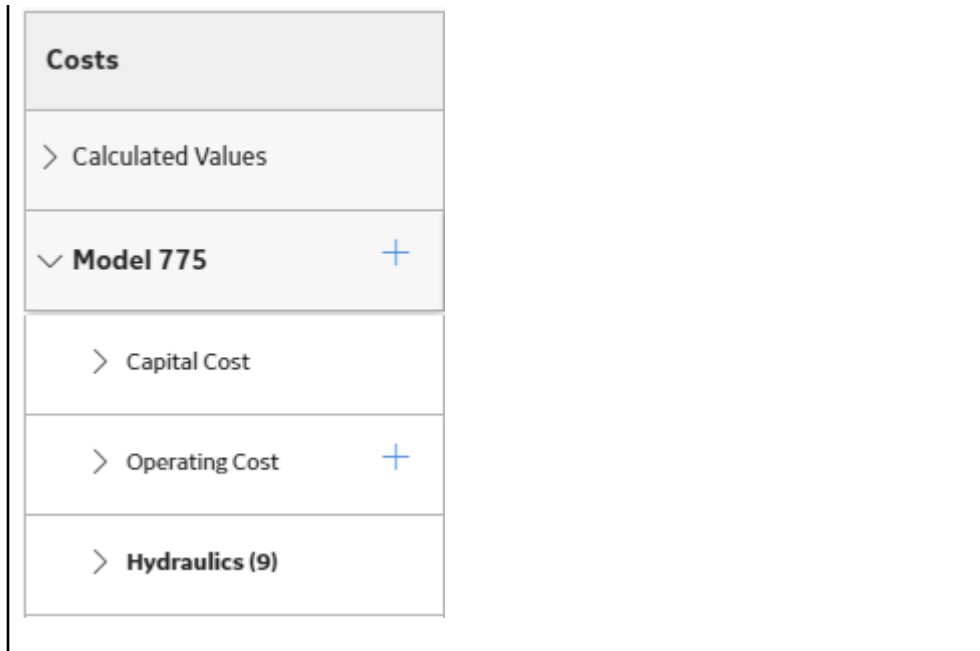 Costs
Calculated Values
Model 775
Capital Cost
Operating Cost
Hydraulics (9)